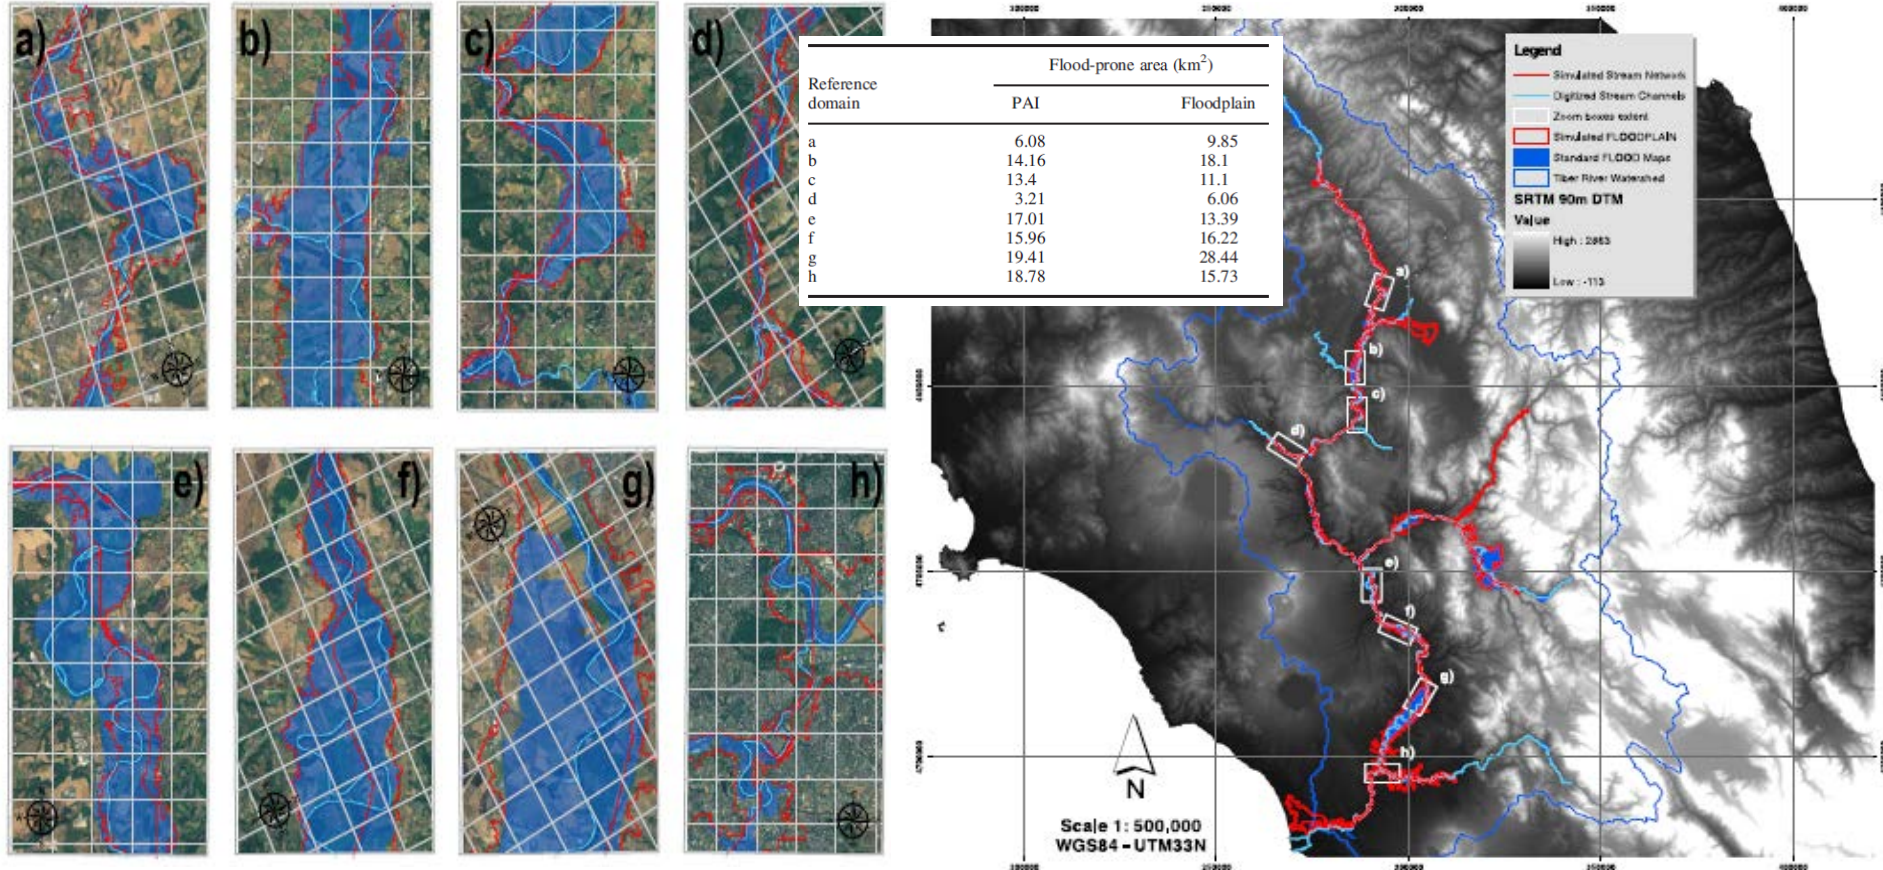 a)
b)
c)
d)
Flood-prone area (km²)
Reference
domain
PAI
Floodplain
a 6.08 9.85
b 14.16 18.1
c 13.4 11.1
d 3.21 6.06
e 17.01 13.39
f 15.96 16.22
g 19.41 28.44
h 18.78 15.73
e)
f)
g)
h)
Legend
Simulated Stream Network
Digitized Stream Channels
Zoom boxes extent
Simulated FLOODPLAIN
Standard FLOOD Maps
Tiber River Watershed
SRTM 90m DTM
Value
High : 2863
Low : -113
a)
b)
c)
d)
e)
f)
g)
h)
N
Scale 1:500,000
WGS84 - UTM33N